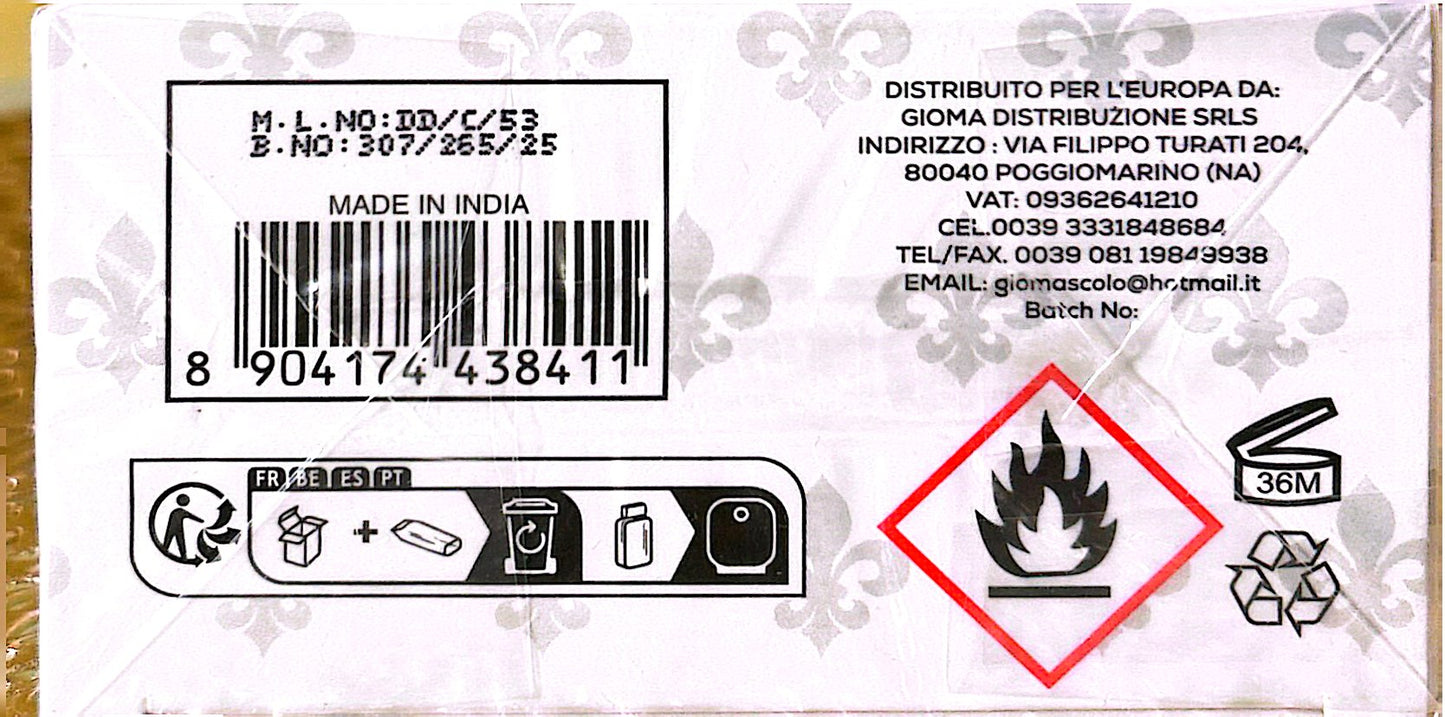 M.L.NO:DD/C/53
B.NO:307/265/25
MADE IN INDIA
8 904174 438411
DISTRIBUITO PER L'EUROPA DA:
GIOMA DISTRIBUZIONE SRLS
INDIRIZZO : VIA FILIPPO TURATI 204,
80040 POGGIOMARINO (NA)
VAT: 09362641210
CEL.0039 3331848684
TEL/FAX. 0039 081 19849938
EMAIL: giomascolo@hotmail.it
Batch No:
FR BE ES PT
36M